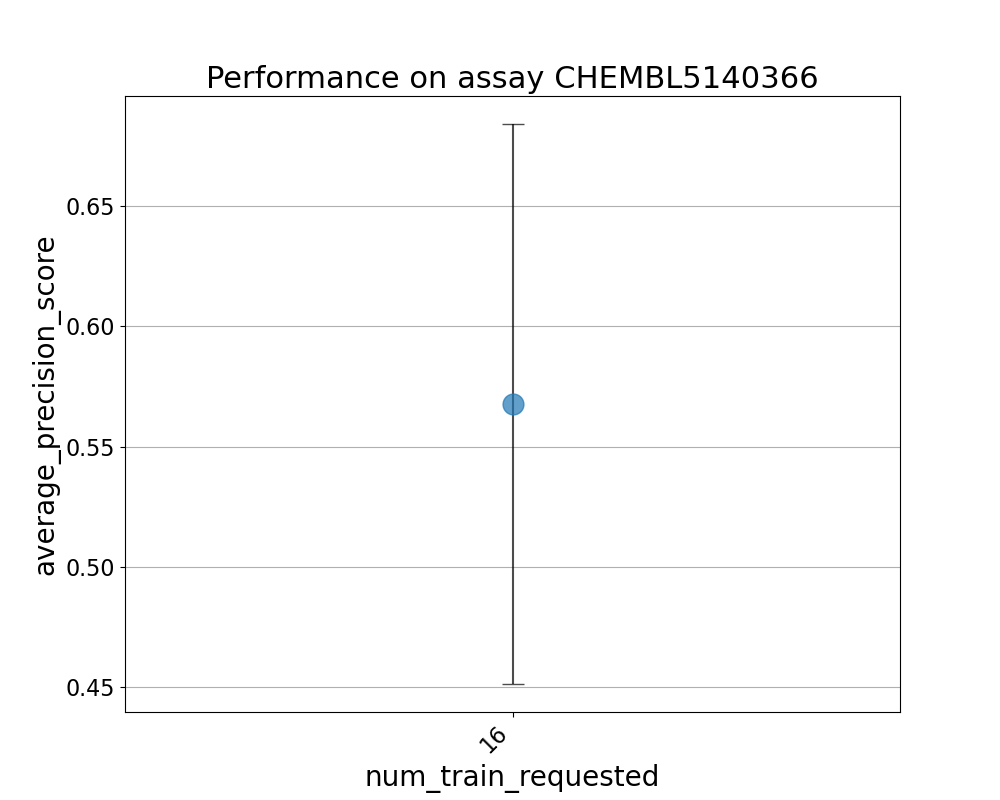 Performance on assay CHEMBL5140366
average_precision_score
0.65
0.60
0.55
0.50
0.45
16
num_train_requested